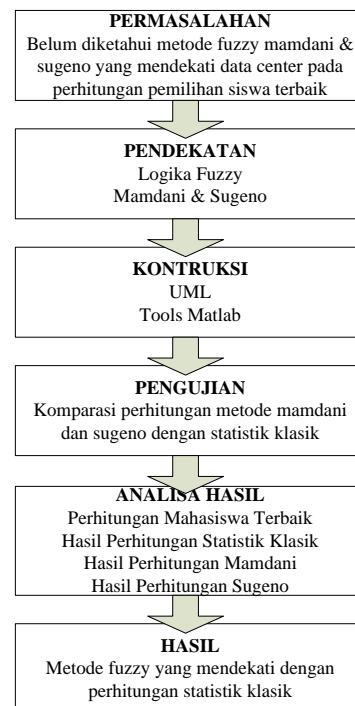 PERMASALAHAN
Belum diketahui metode fuzzy mamdani &
sugeno yang mendekati data center pada
perhitungan pemilihan siswa terbaik
PENDEKATAN
Logika Fuzzy
Mamdani & Sugeno
KONTRUKSI
UML
Tools Matlab
PENGUJIAN
Komparasi perhitungan metode mamdani
dan sugeno dengan statistik klasik
ANALISA HASIL
Perhitungan Mahasiswa Terbaik
Hasil Perhitungan Statistik Klasik
Hasil Perhitungan Mamdani
Hasil Perhitungan Sugeno
HASIL
Metode fuzzy yang mendekati dengan
perhitungan statistik klasik